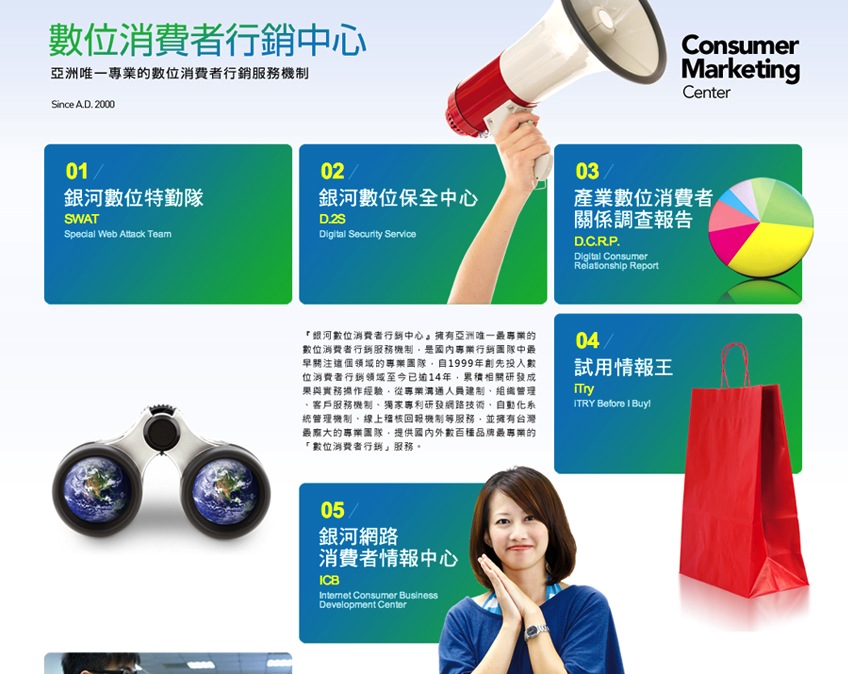 數位消費者行銷中心
亞洲唯一專業的數位消費者行銷服務機制
Since A.D. 2000
Consumer
Marketing
Center
01 /
銀河數位特勤隊
SWAT
Special Web Attack Team
02 /
銀河數位保全中心
D.2S
Digital Security Service
03 /
產業數位消費者
關係調查報告
D.C.R.P.
Digital Consumer
Relationship Report
『銀河數位消費者行銷中心』擁有亞洲唯一最專業的
數位消費者行銷服務機制，是國內專業行銷團隊中最
早關注這個領域的專業團隊，自1999年創先投入數
位消費者行銷領域至今已逾14年，累積相關研發成
果與實務操作經驗，從專業溝通人員建制、組織管理
、客戶服務機制、獨家專利研發網路技術、自動化系
統管理機制、線上稽核回報機制等服務，並擁有台灣
最龐大的專業團隊，提供國內外數百種品牌最專業的
「數位消費者行銷」服務。
04 /
試用情報王
iTry
iTRY Before I Buy!
05 /
銀河網路
消費者情報中心
ICB
Internet Consumer Business
Development Center